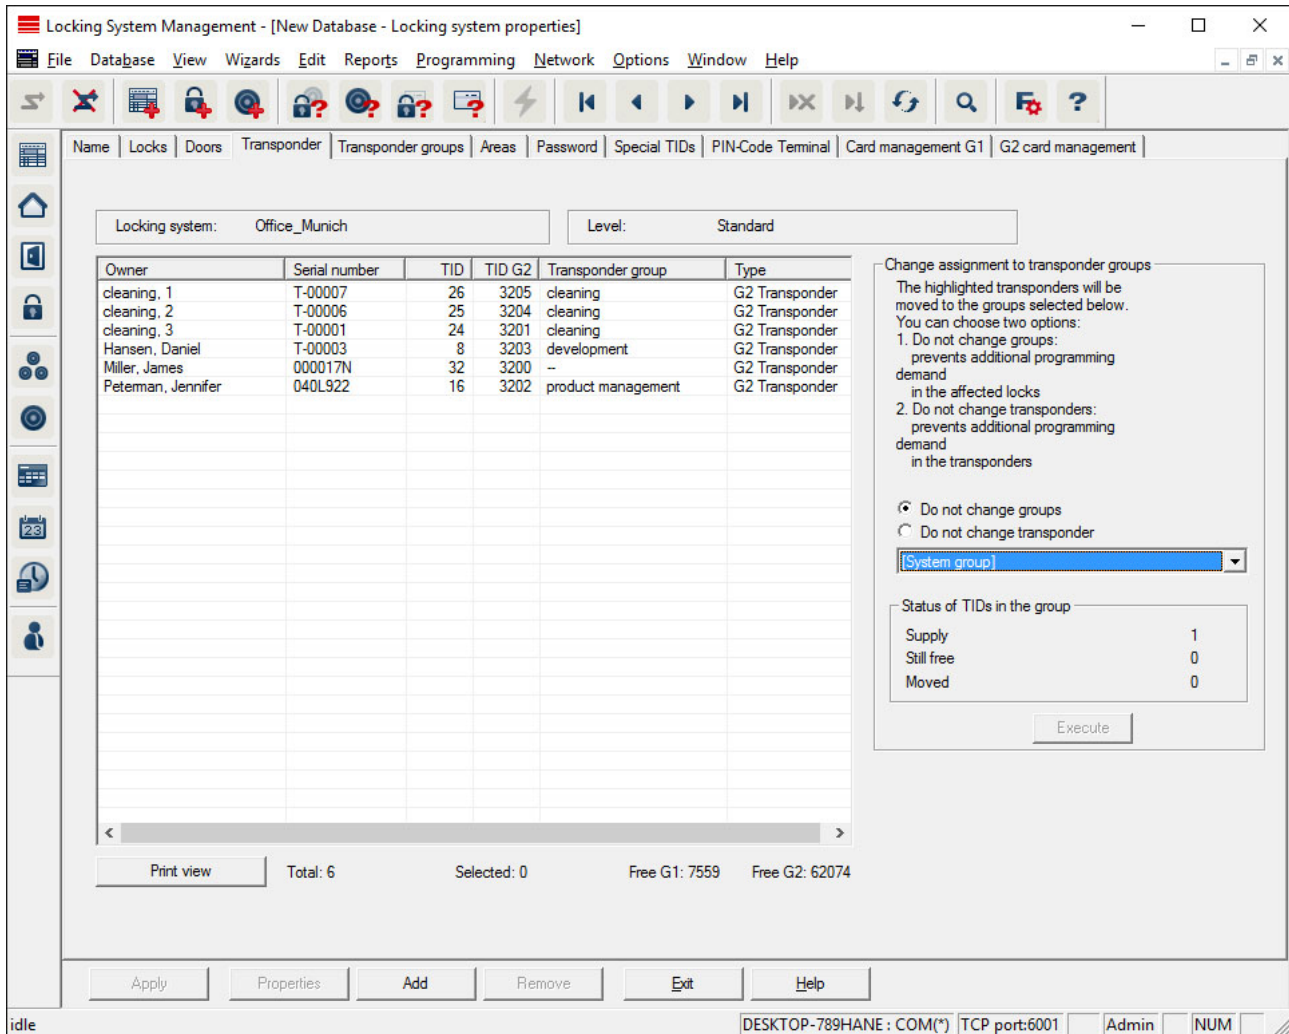 Locking System Management - [New Database - Locking system properties]
File Database View Wizards Edit Reports Programming Network Options Window Help
Name Locks Doors Transponder Transponder groups Areas Password Special TIDs PIN-Code Terminal Card management G1 G2 card management
Locking system: Office_Munich Level: Standard
Owner Serial number TID TID G2 Transponder group Type
cleaning, 1 T-00007 26 3205 cleaning G2 Transponder
cleaning, 2 T-00006 25 3204 cleaning G2 Transponder
cleaning, 3 T-00001 24 3201 cleaning G2 Transponder
Hansen, Daniel T-00003 8 3203 development G2 Transponder
Miller, James 000017N 32 3200 -- G2 Transponder
Peterman, Jennifer 040L922 16 3202 product management G2 Transponder
Change assignment to transponder groups
The highlighted transponders will be
moved to the groups selected below.
You can choose two options:
1. Do not change groups:
prevents additional programming
demand
in the affected locks
2. Do not change transponders:
prevents additional programming
demand
in the transponders
Do not change groups
Do not change transponder
[System group]
Status of TIDs in the group
Supply 1
Still free 0
Moved 0
Execute
Print view Total: 6 Selected: 0 Free G1: 7559 Free G2: 62074
Apply Properties Add Remove Exit Help
23
idle DESKTOP-789HANE : COM(*) TCP port:6001 Admin NUM